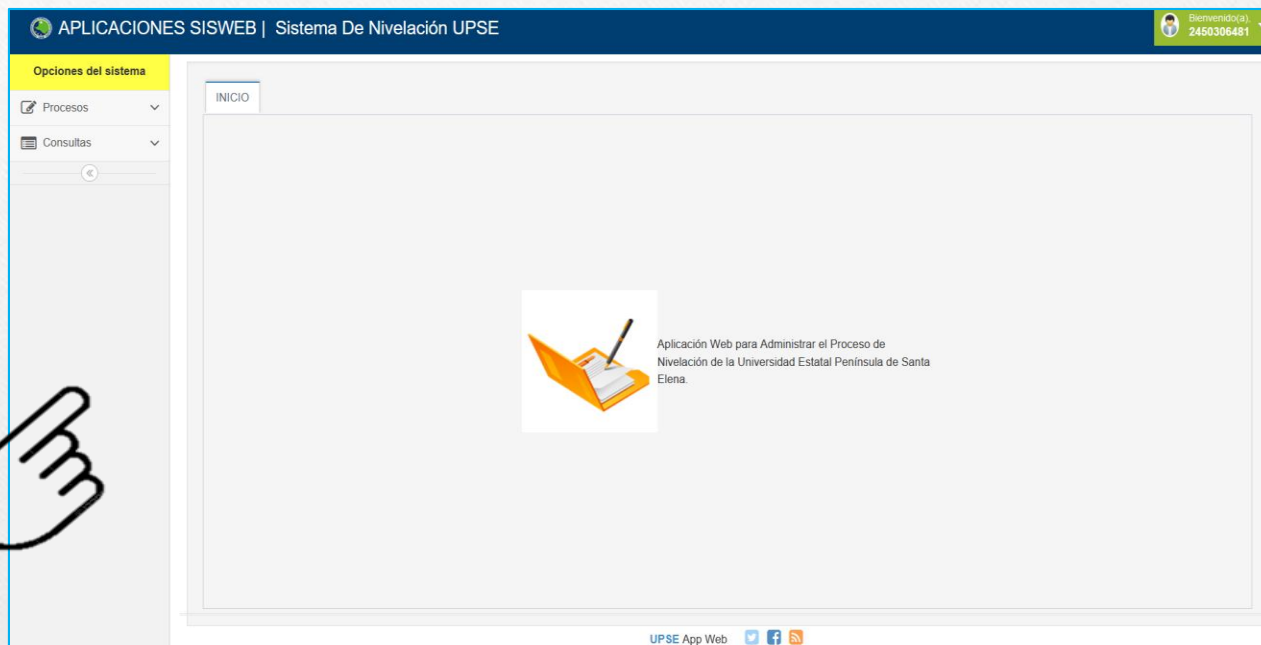 APLICACIONES SISWEB | Sistema De Nivelación UPSE
Bienvenido(a),
2450306481
Opciones del sistema
Procesos
Consultas
INICIO
Aplicación Web para Administrar el Proceso de
Nivelación de la Universidad Estatal Península de Santa
Elena.
UPSE App Web